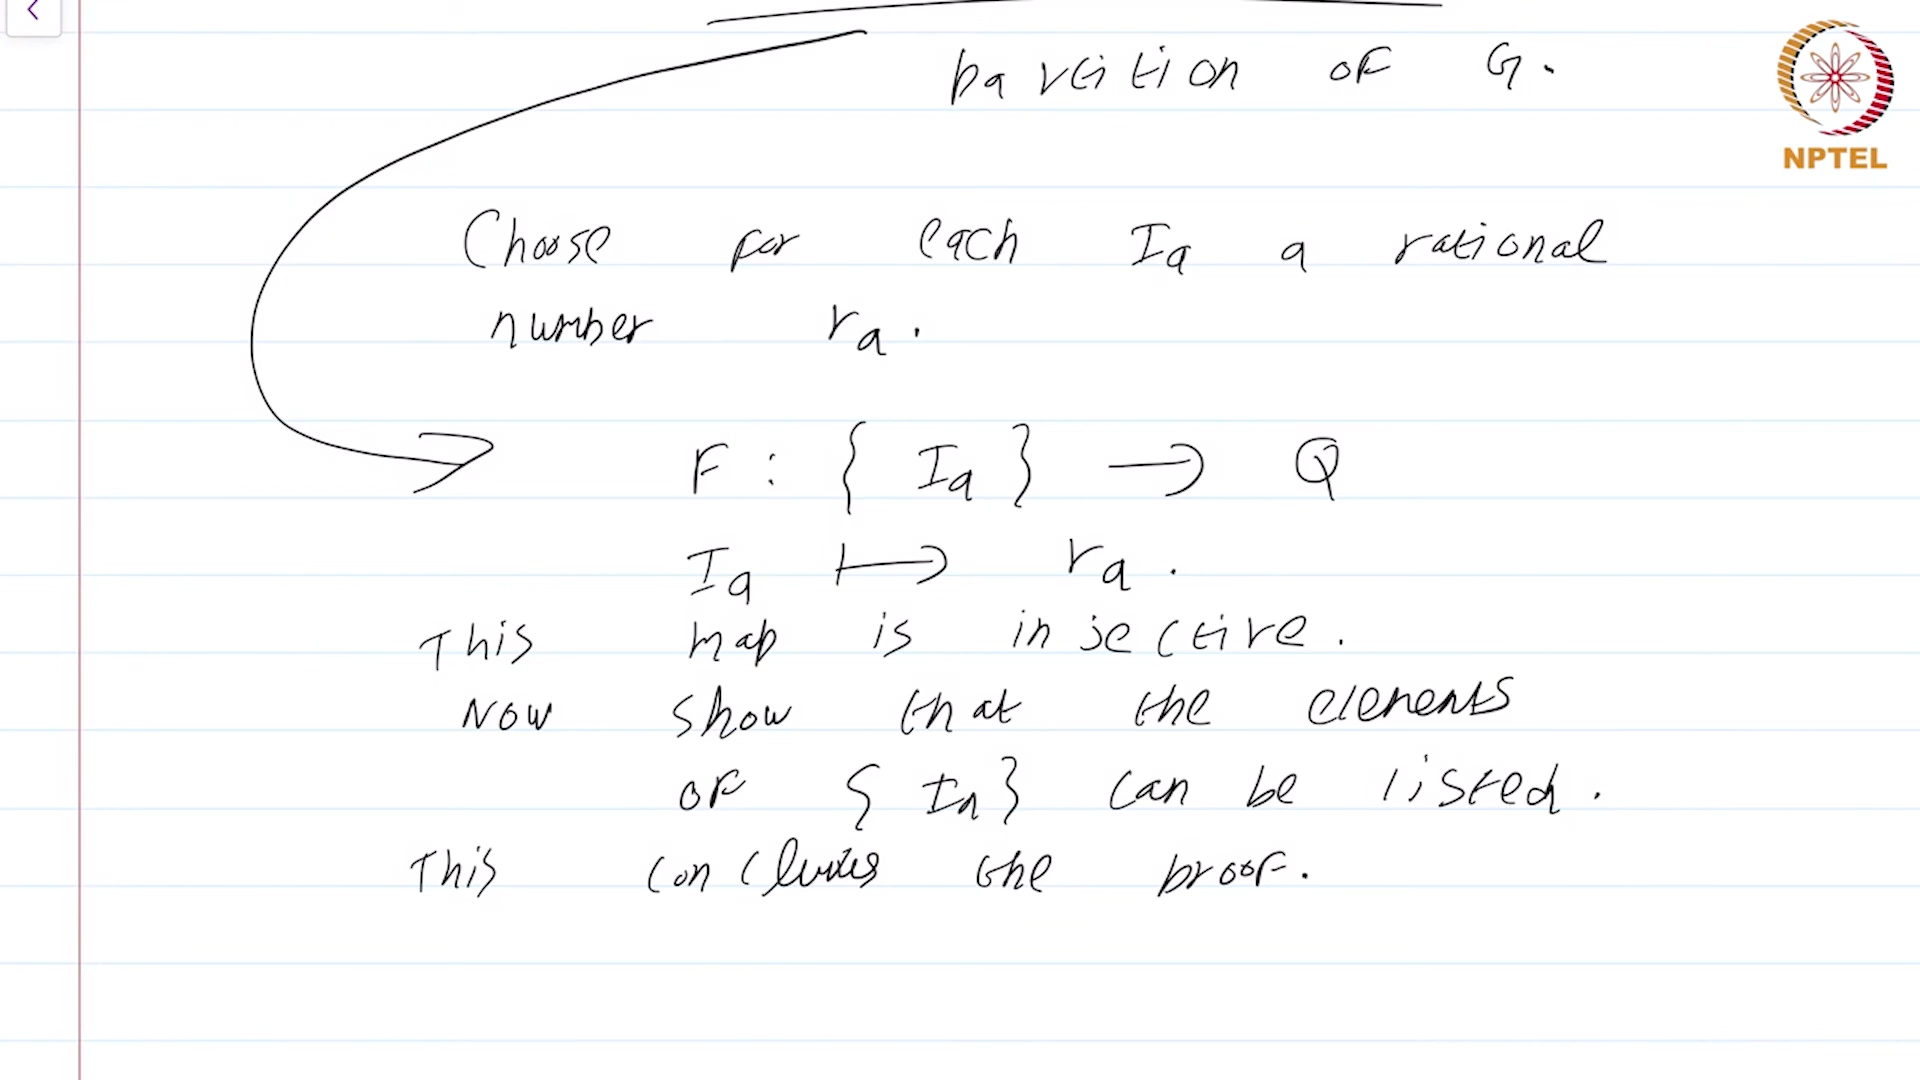 partition of G.
NPTEL
Choose for each Ia a rational
number ra.
F : { Ia } → Q
Ia ↦ ra.
This map is injective.
Now show that the elements
of { Ia } can be listed.
This concludes the proof.